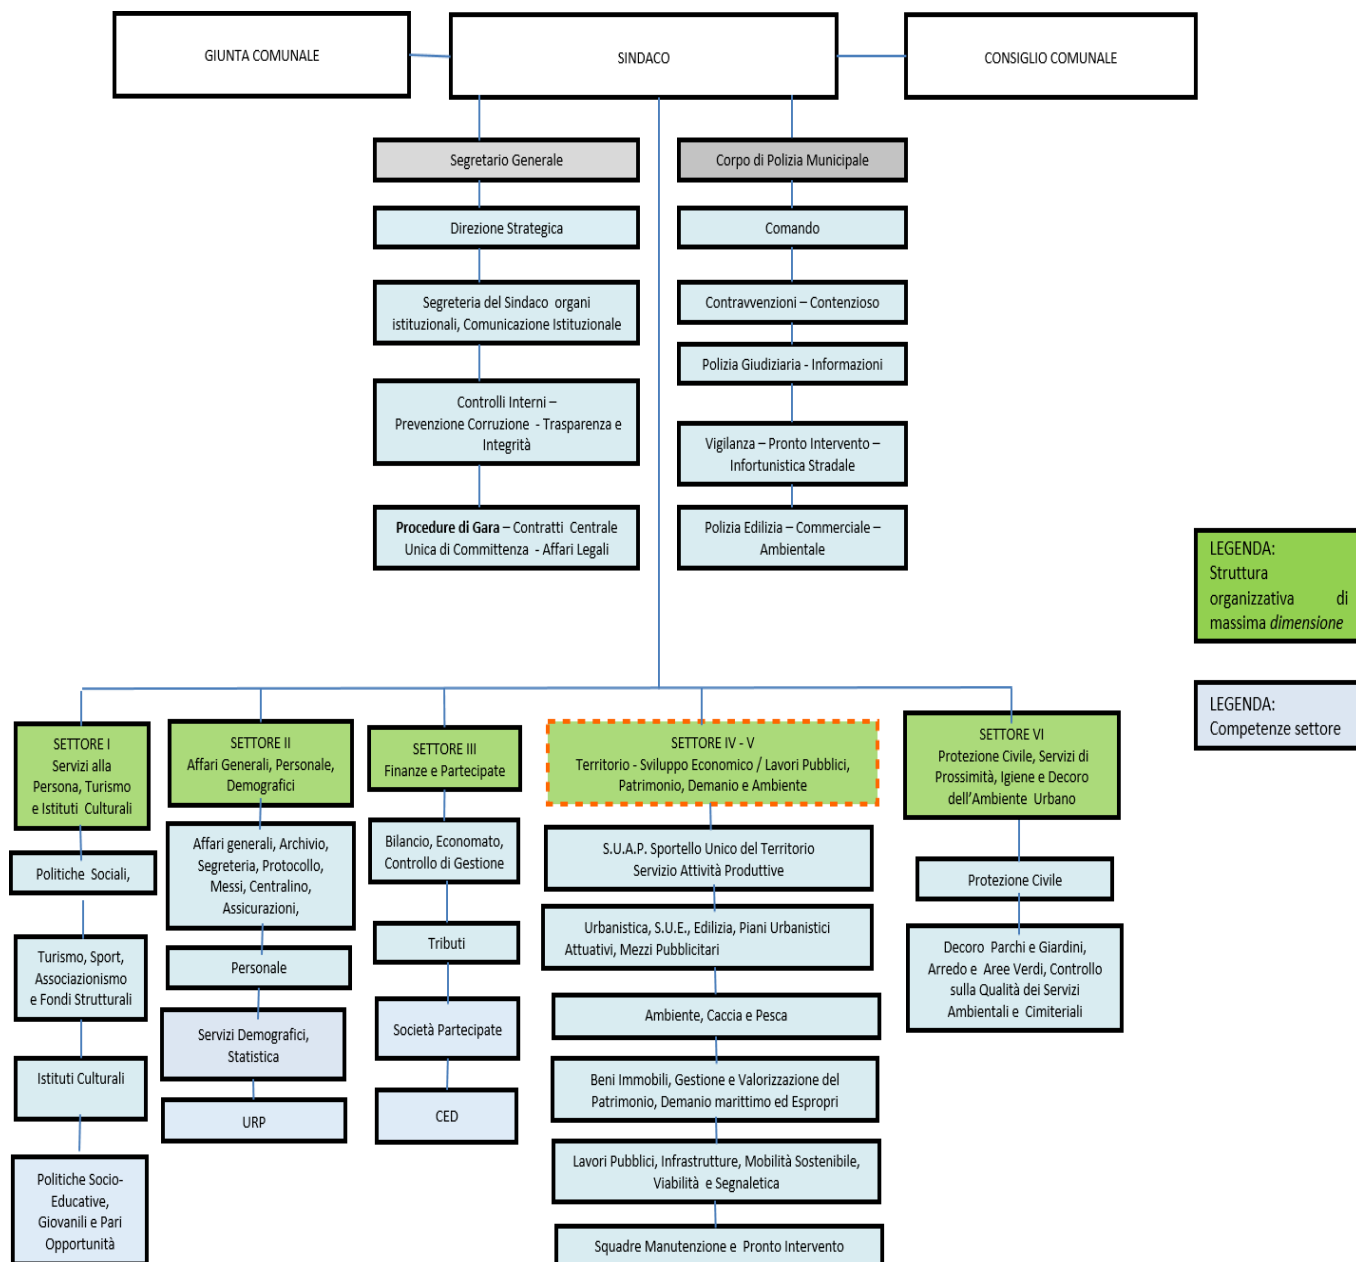 GIUNTA COMUNALE
SINDACO
CONSIGLIO COMUNALE
Segretario Generale
Direzione Strategica
Segreteria del Sindaco organi
istituzionali, Comunicazione Istituzionale
Controlli Interni –
Prevenzione Corruzione - Trasparenza e
Integrità
Procedure di Gara – Contratti Centrale
Unica di Committenza - Affari Legali
Corpo di Polizia Municipale
Comando
Contravvenzioni – Contenzioso
Polizia Giudiziaria - Informazioni
Vigilanza – Pronto Intervento –
Infortunistica Stradale
Polizia Edilizia – Commerciale –
Ambientale
LEGENDA:
Struttura
organizzativa di
massima dimensione
LEGENDA:
Competenze settore
SETTORE I
Servizi alla
Persona, Turismo
e Istituti Culturali
Politiche Sociali,
Turismo, Sport,
Associazionismo
e Fondi Strutturali
Istituti Culturali
Politiche Socio-
Educative,
Giovanili e Pari
Opportunità
SETTORE II
Affari Generali, Personale,
Demografici
Affari generali, Archivio,
Segreteria, Protocollo,
Messi, Centralino,
Assicurazioni,
Personale
Servizi Demografici,
Statistica
URP
SETTORE III
Finanze e Partecipate
Bilancio, Economato,
Controllo di Gestione
Tributi
Società Partecipate
CED
SETTORE IV - V
Territorio - Sviluppo Economico / Lavori Pubblici,
Patrimonio, Demanio e Ambiente
S.U.A.P. Sportello Unico del Territorio
Servizio Attività Produttive
Urbanistica, S.U.E., Edilizia, Piani Urbanistici
Attuativi, Mezzi Pubblicitari
Ambiente, Caccia e Pesca
Beni Immobili, Gestione e Valorizzazione del
Patrimonio, Demanio marittimo ed Espropri
Lavori Pubblici, Infrastrutture, Mobilità Sostenibile,
Viabilità e Segnaletica
Squadre Manutenzione e Pronto Intervento
SETTORE VI
Protezione Civile, Servizi di
Prossimità, Igiene e Decoro
dell'Ambiente Urbano
Protezione Civile
Decoro Parchi e Giardini,
Arredo e Aree Verdi, Controllo
sulla Qualità dei Servizi
Ambientali e Cimiteriali